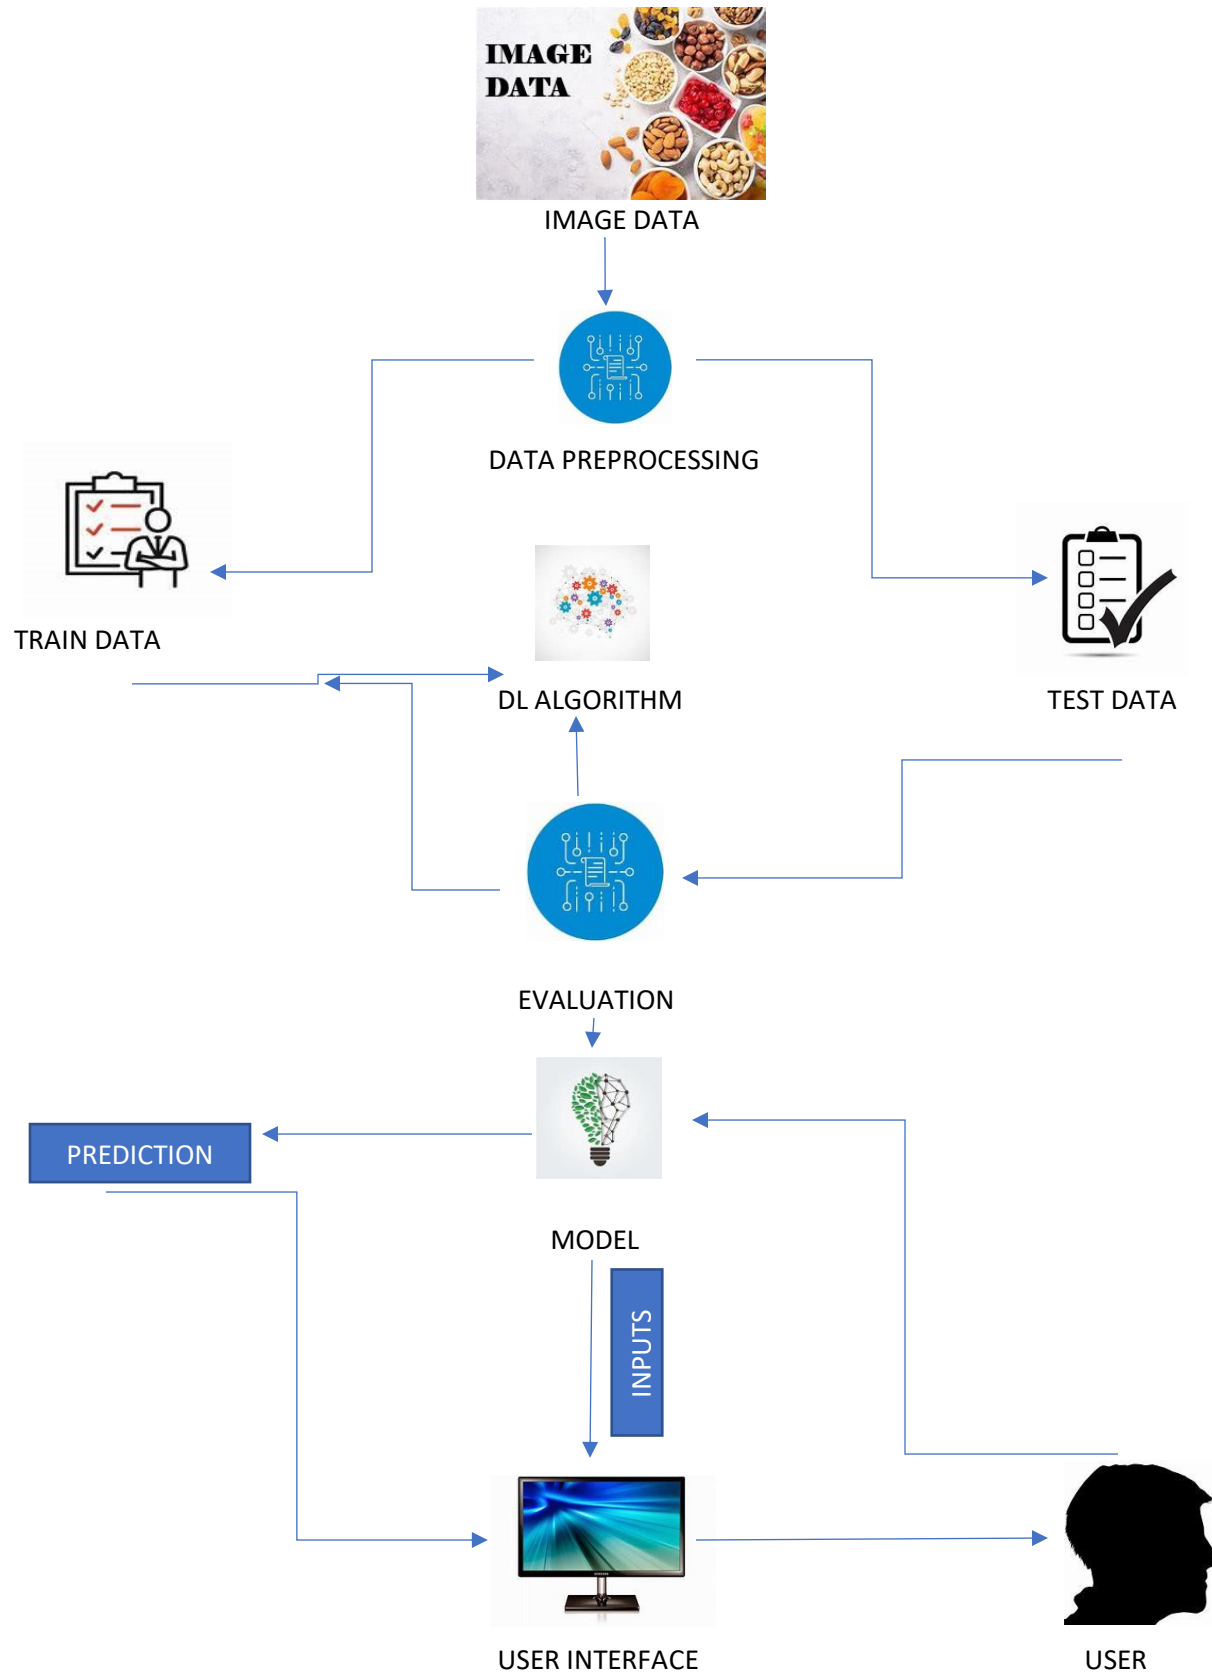 IMAGE
DATA
IMAGE DATA
DATA PREPROCESSING
TRAIN DATA
DL ALGORITHM
TEST DATA
EVALUATION
PREDICTION
MODEL
INPUTS
USER INTERFACE
USER